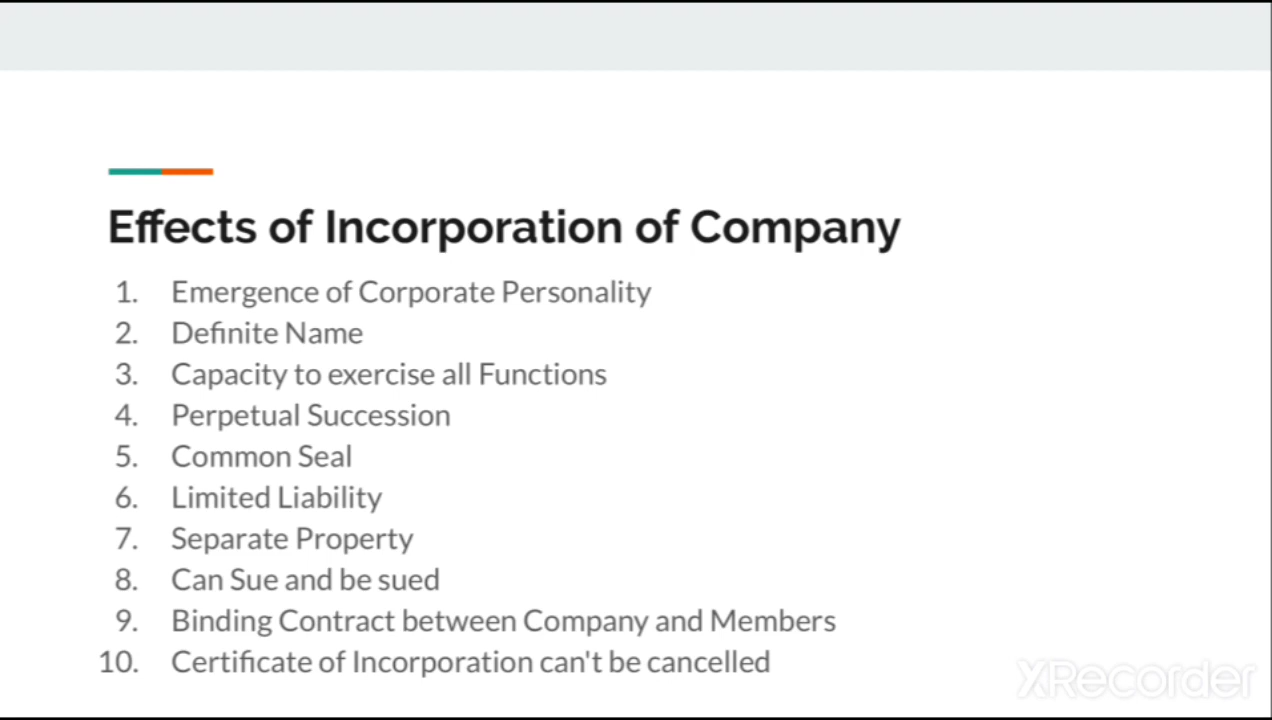 Effects of Incorporation of Company
1. Emergence of Corporate Personality
2. Definite Name
3. Capacity to exercise all Functions
4. Perpetual Succession
5. Common Seal
6. Limited Liability
7. Separate Property
8. Can Sue and be sued
9. Binding Contract between Company and Members
10. Certificate of Incorporation can't be cancelled
XRecorder